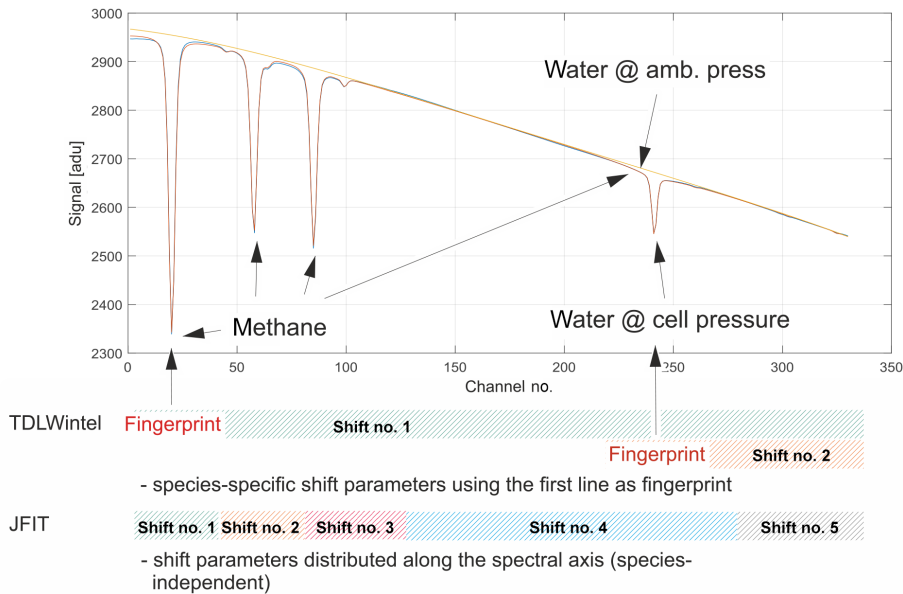 3000
2900
2800
2700
2600
2500
2400
2300
Signal [adu]
Water @ amb. press
Methane
Water @ cell pressure
0 50 100 150 200 250 300 350
Channel no.
TDLWintel
Fingerprint
Shift no. 1
Fingerprint
Shift no. 2
- species-specific shift parameters using the first line as fingerprint
JFIT
Shift no. 1
Shift no. 2
Shift no. 3
Shift no. 4
Shift no. 5
- shift parameters distributed along the spectral axis (species-
independent)